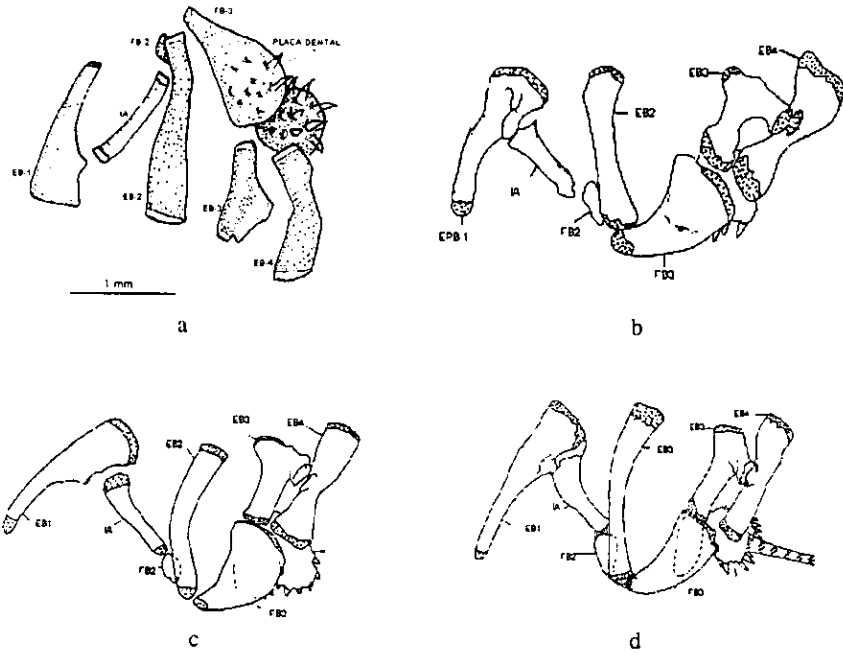 FB-3
FB-2
PLACA DENTAL
IA
EB-1
EB-2
EB-3
EB-4
1 mm
a
EB4
EB3
EB2
IA
FB2
EPB-1
FB3
b
EB3
EB4
EB2
EB1
IA
FB2
FB3
c
EB4
EB3
EB3
IA
EB1
FB2
FB3
d